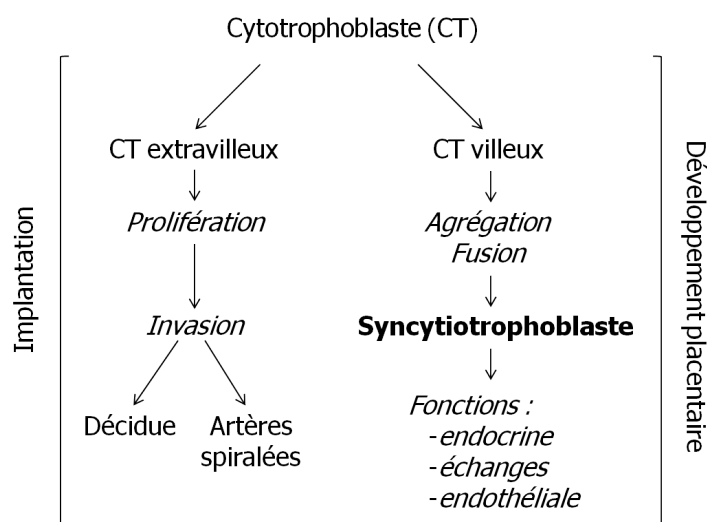 Cytotrophoblaste (CT)
Implantation
CT extravilleux
Prolifération
Invasion
Décidue
Artères
spiralées
CT villeux
Agrégation
Fusion
Syncytiotrophoblaste
Fonctions :
-endocrine
-échanges
-endothéliale
Développement placentaire